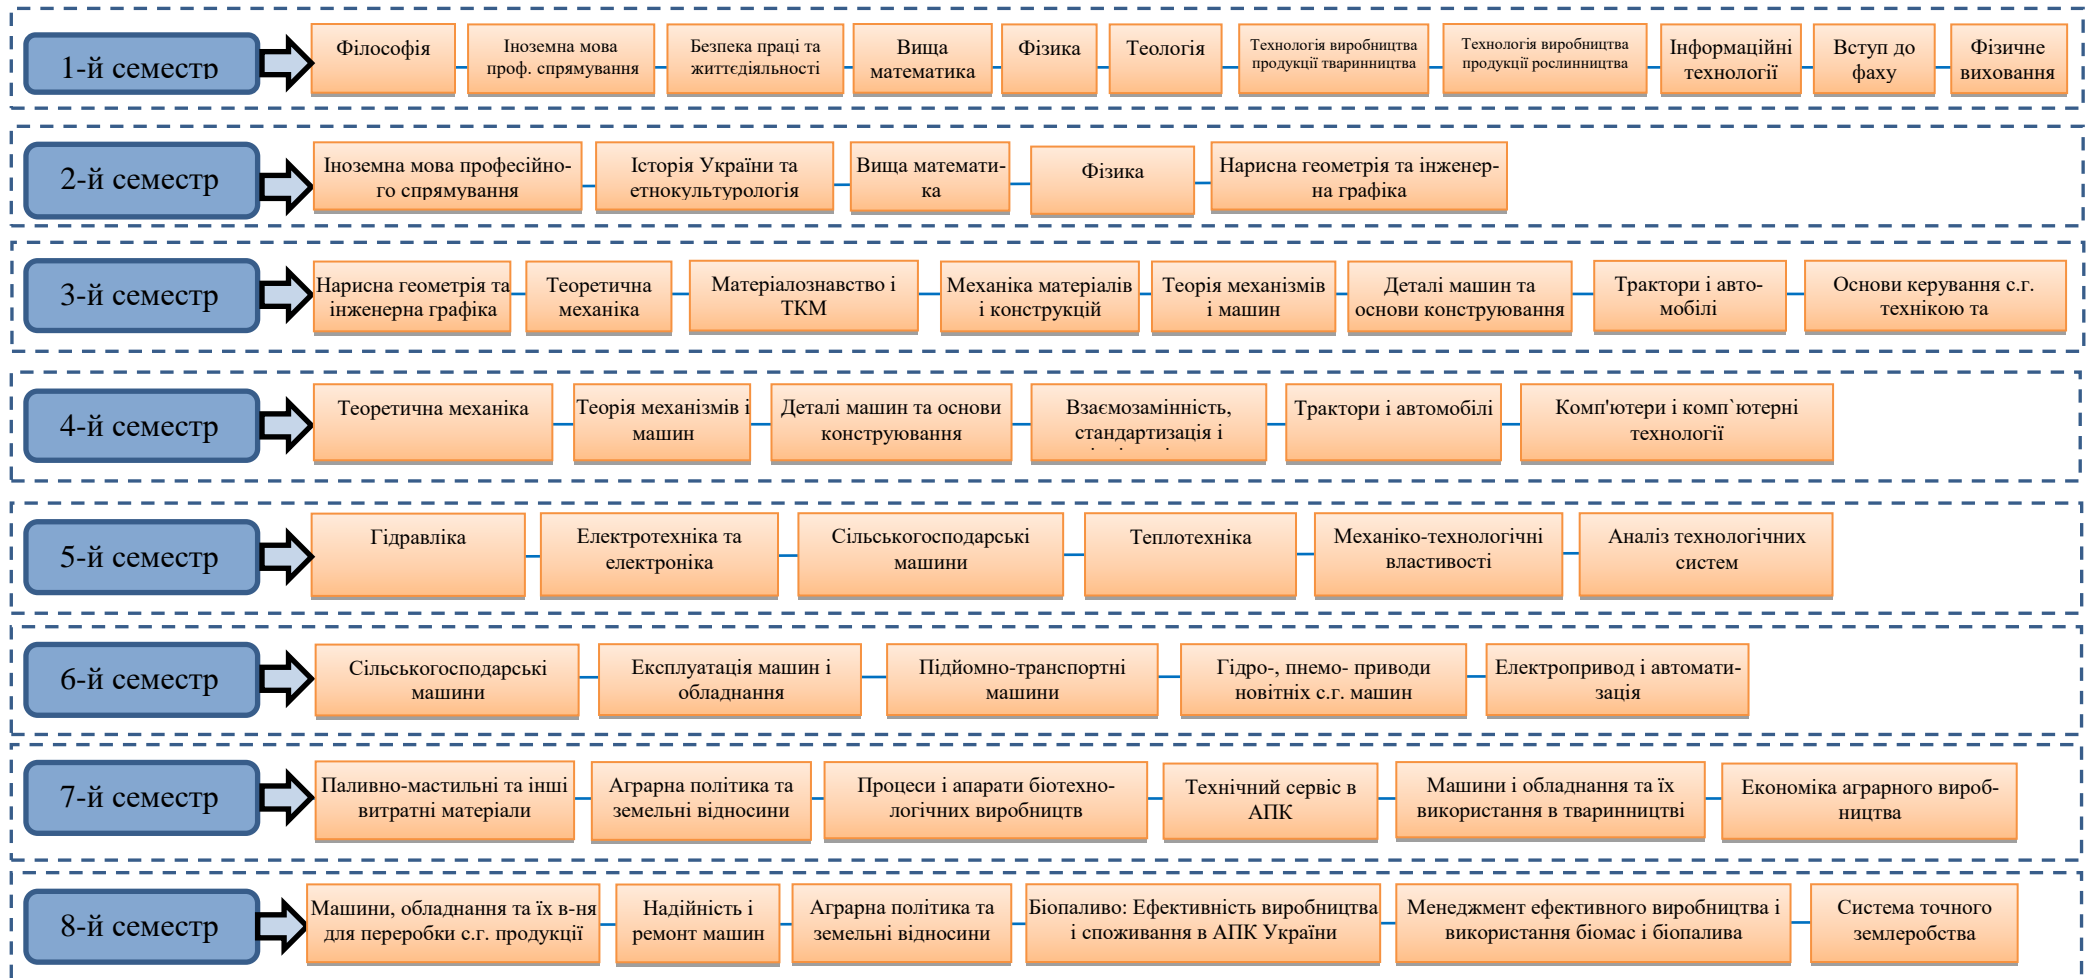 1-й семестр
Філософія
Іноземна мова
проф. спрямування
Безпека праці та
життєдіяльності
Вища
математика
Фізика
Теологія
Технологія виробництва
продукції тваринництва
Технологія виробництва
продукції рослинництва
Інформаційні
технології
Вступ до
фаху
Фізичне
виховання
2-й семестр
Іноземна мова професійно-
го спрямування
Історія України та
етнокультурологія
Вища математи-
ка
Фізика
Нарисна геометрія та інженер-
на графіка
3-й семестр
Нарисна геометрія та
інженерна графіка
Теоретична
механіка
Матеріалознавство і
ТКМ
Механіка матеріалів
і конструкцій
Теорія механізмів
і машин
Деталі машин та
основи конструювання
Трактори і авто-
мобілі
Основи керування с.г.
технікою та
4-й семестр
Теоретична механіка
Теорія механізмів і
машин
Деталі машин та основи
конструювання
Взаємозамінність,
стандартизація і
Трактори і автомобілі
Комп'ютери і комп`ютерні
технології
5-й семестр
Гідравліка
Електротехніка та
електроніка
Сільськогосподарські
машини
Теплотехніка
Механіко-технологічні
властивості
Аналіз технологічних
систем
6-й семестр
Сільськогосподарські
машини
Експлуатація машин і
обладнання
Підйомно-транспортні
машини
Гідро-, пнемо- приводи
новітніх с.г. машин
Електропривод і автомати-
зація
7-й семестр
Паливно-мастильні та інші
витратні матеріали
Аграрна політика та
земельні відносини
Процеси і апарати біотехно-
логічних виробництв
Технічний сервіс в
АПК
Машини і обладнання та їх
використання в тваринництві
Економіка аграрного вироб-
ництва
8-й семестр
Машини, обладнання та їх в-ня
для переробки с.г. продукції
Надійність і
ремонт машин
Аграрна політика та
земельні відносини
Біопаливо: Ефективність виробництва
і споживання в АПК України
Менеджмент ефективного виробництва і
використання біомас і біопалива
Система точного
землеробства